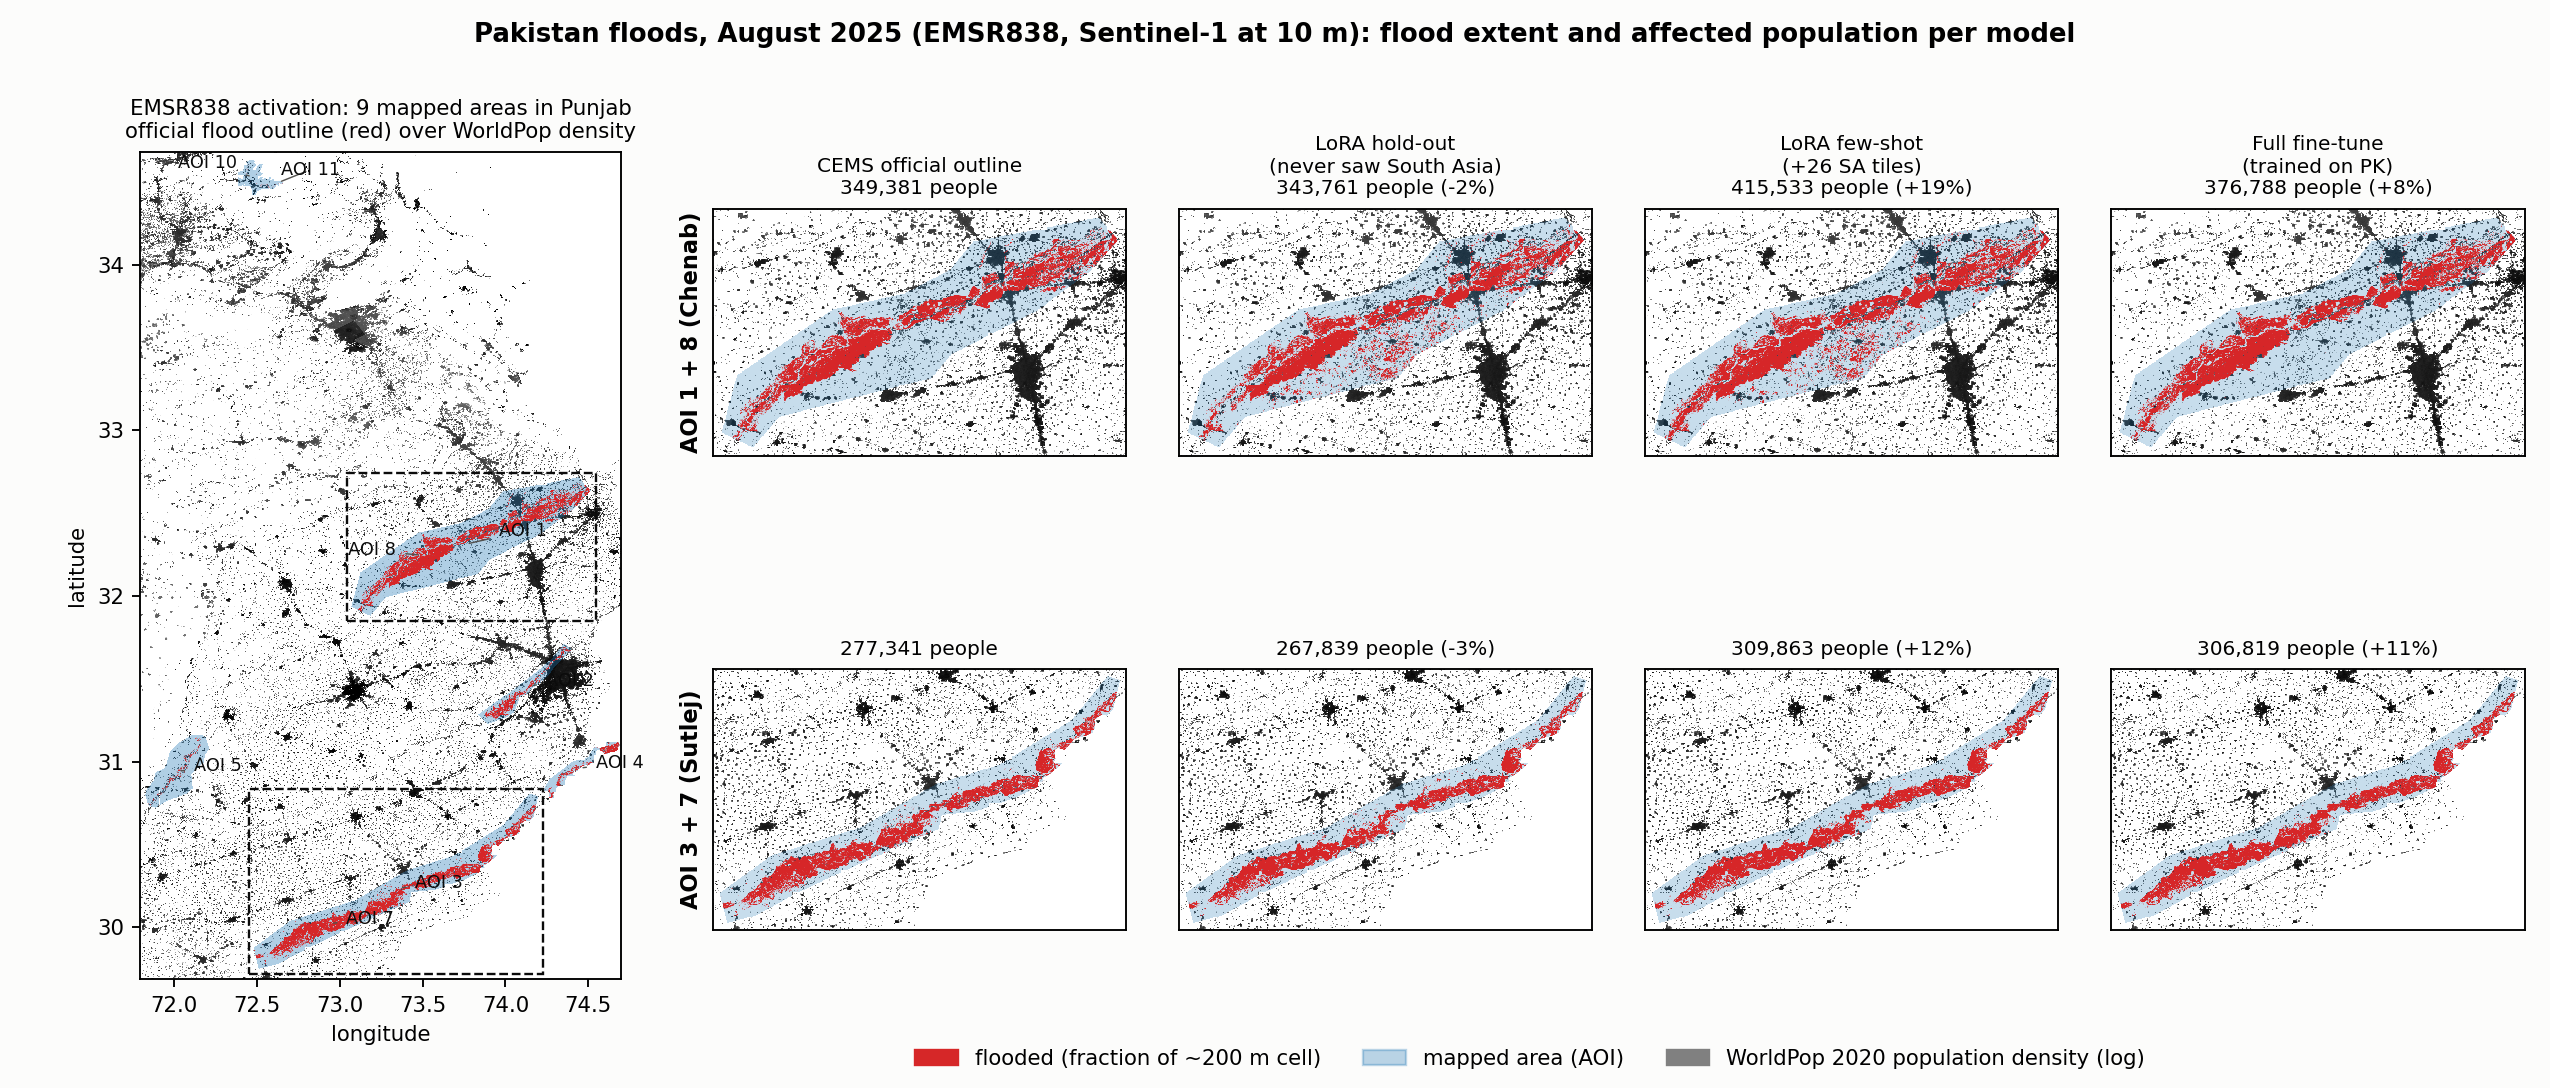 Pakistan floods, August 2025 (EMSR838, Sentinel-1 at 10 m): flood extent and affected population per model
EMSR838 activation: 9 mapped areas in Punjab
official flood outline (red) over WorldPop density
AOI 10
AOI 11
AOI 1
AOI 8
AOI 5
AOI 4
AOI 3
AOI 7
latitude
34
33
32
31
30
72.0
72.5
73.0
73.5
74.0
74.5
longitude
AOI 1 + 8 (Chenab)
CEMS official outline
349,381 people
LoRA hold-out
(never saw South Asia)
343,761 people (-2%)
LoRA few-shot
(+26 SA tiles)
415,533 people (+19%)
Full fine-tune
(trained on PK)
376,788 people (+8%)
AOI 3 + 7 (Sutlej)
277,341 people
267,839 people (-3%)
309,863 people (+12%)
306,819 people (+11%)
flooded (fraction of ~200 m cell)
mapped area (AOI)
WorldPop 2020 population density (log)